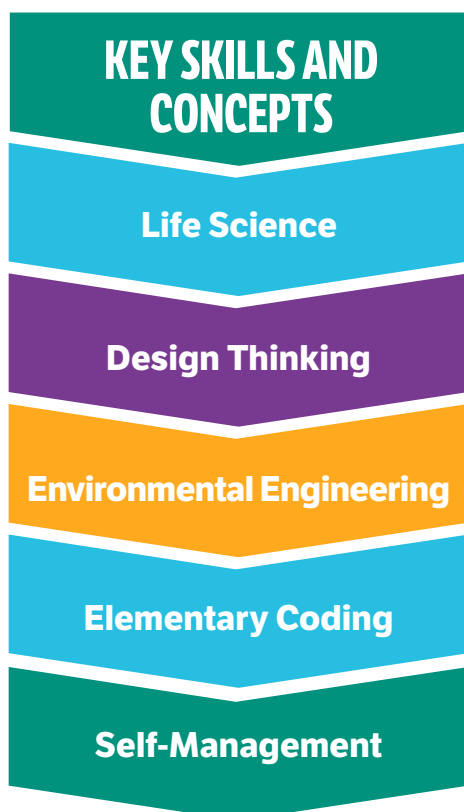 KEY SKILLS AND
CONCEPTS
Life Science
Design Thinking
Environmental Engineering
Elementary Coding
Self-Management